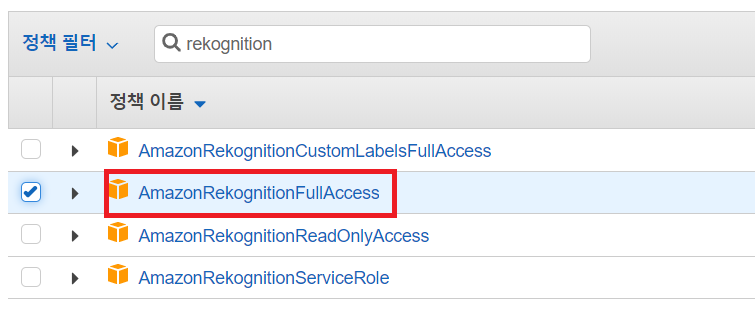 정책 필터
rekognition
정책 이름
AmazonRekognitionCustomLabelsFullAccess
AmazonRekognitionFullAccess
AmazonRekognitionReadOnlyAccess
AmazonRekognitionServiceRole